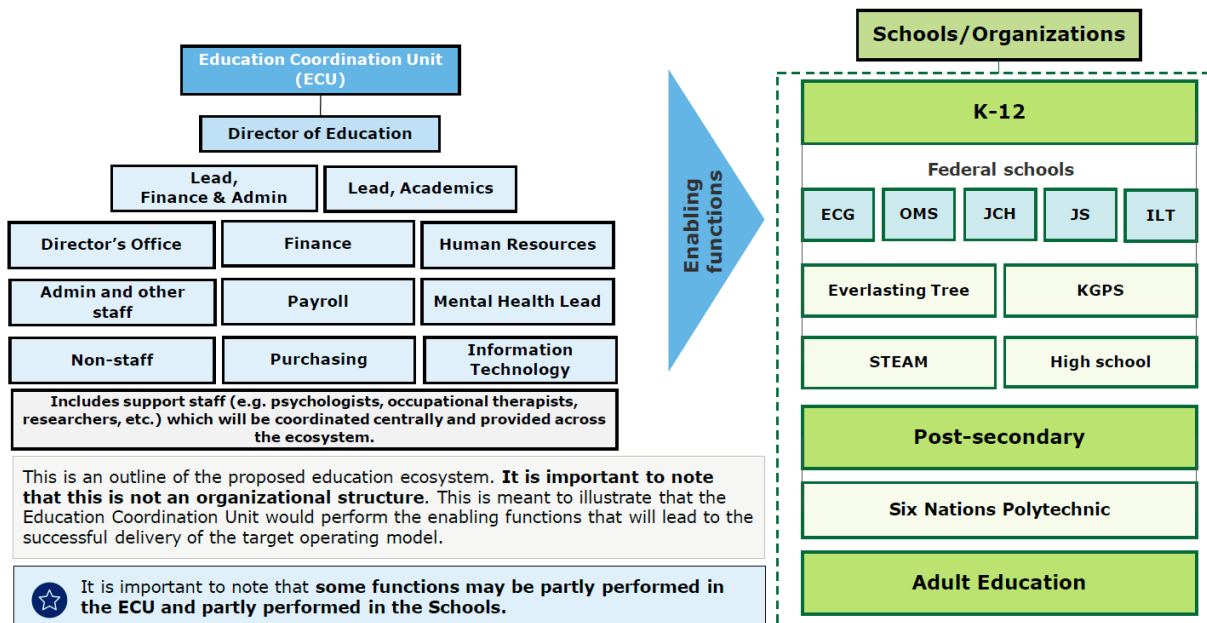 Education Coordination Unit
(ECU)
Director of Education
Lead,
Finance & Admin
Lead, Academics
Director's Office
Finance
Human Resources
Admin and other
staff
Payroll
Mental Health Lead
Non-staff
Purchasing
Information
Technology
Includes support staff (e.g. psychologists, occupational therapists,
researchers, etc.) which will be coordinated centrally and provided across
the ecosystem.
This is an outline of the proposed education ecosystem. It is important to note
that this is not an organizational structure. This is meant to illustrate that the
Education Coordination Unit would perform the enabling functions that will lead to the
successful delivery of the target operating model.
It is important to note that some functions may be partly performed in
the ECU and partly performed in the Schools.
Enabling
functions
Schools/Organizations
K-12
Federal schools
ECG
OMS
JCH
JS
ILT
Everlasting Tree
KGPS
STEAM
High school
Post-secondary
Six Nations Polytechnic
Adult Education